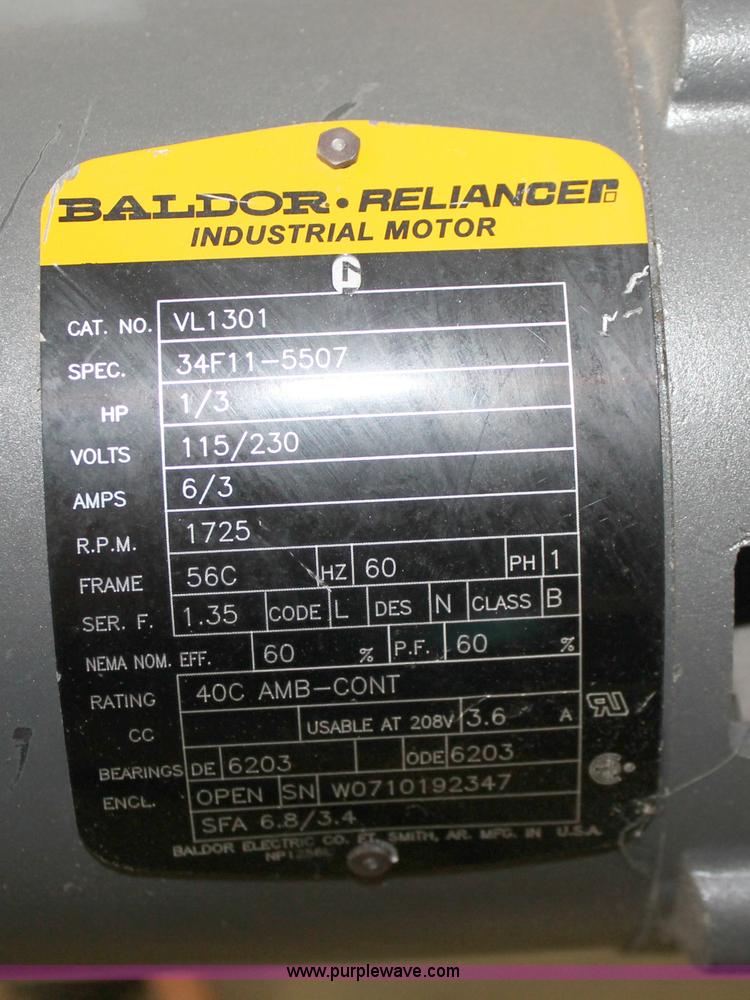 BALDOR • RELIANCER
INDUSTRIAL MOTOR
CAT. NO. VL1301
SPEC. 34F11-5507
HP 1/3
VOLTS 115/230
AMPS 6/3
R.P.M. 1725
FRAME 56C HZ 60 PH 1
SER. F. 1.35 CODE L DES N CLASS B
NEMA NOM. EFF. 60 % P.F. 60 %
RATING 40C AMB-CONT
CC USABLE AT 208V 3.6 A
BEARINGS DE 6203 ODE 6203
ENCL. OPEN SN W0710192347
SFA 6.8/3.4
BALDOR ELECTRIC CO. FT. SMITH, AR. MFG. IN U.S.A.
www.purplewave.com